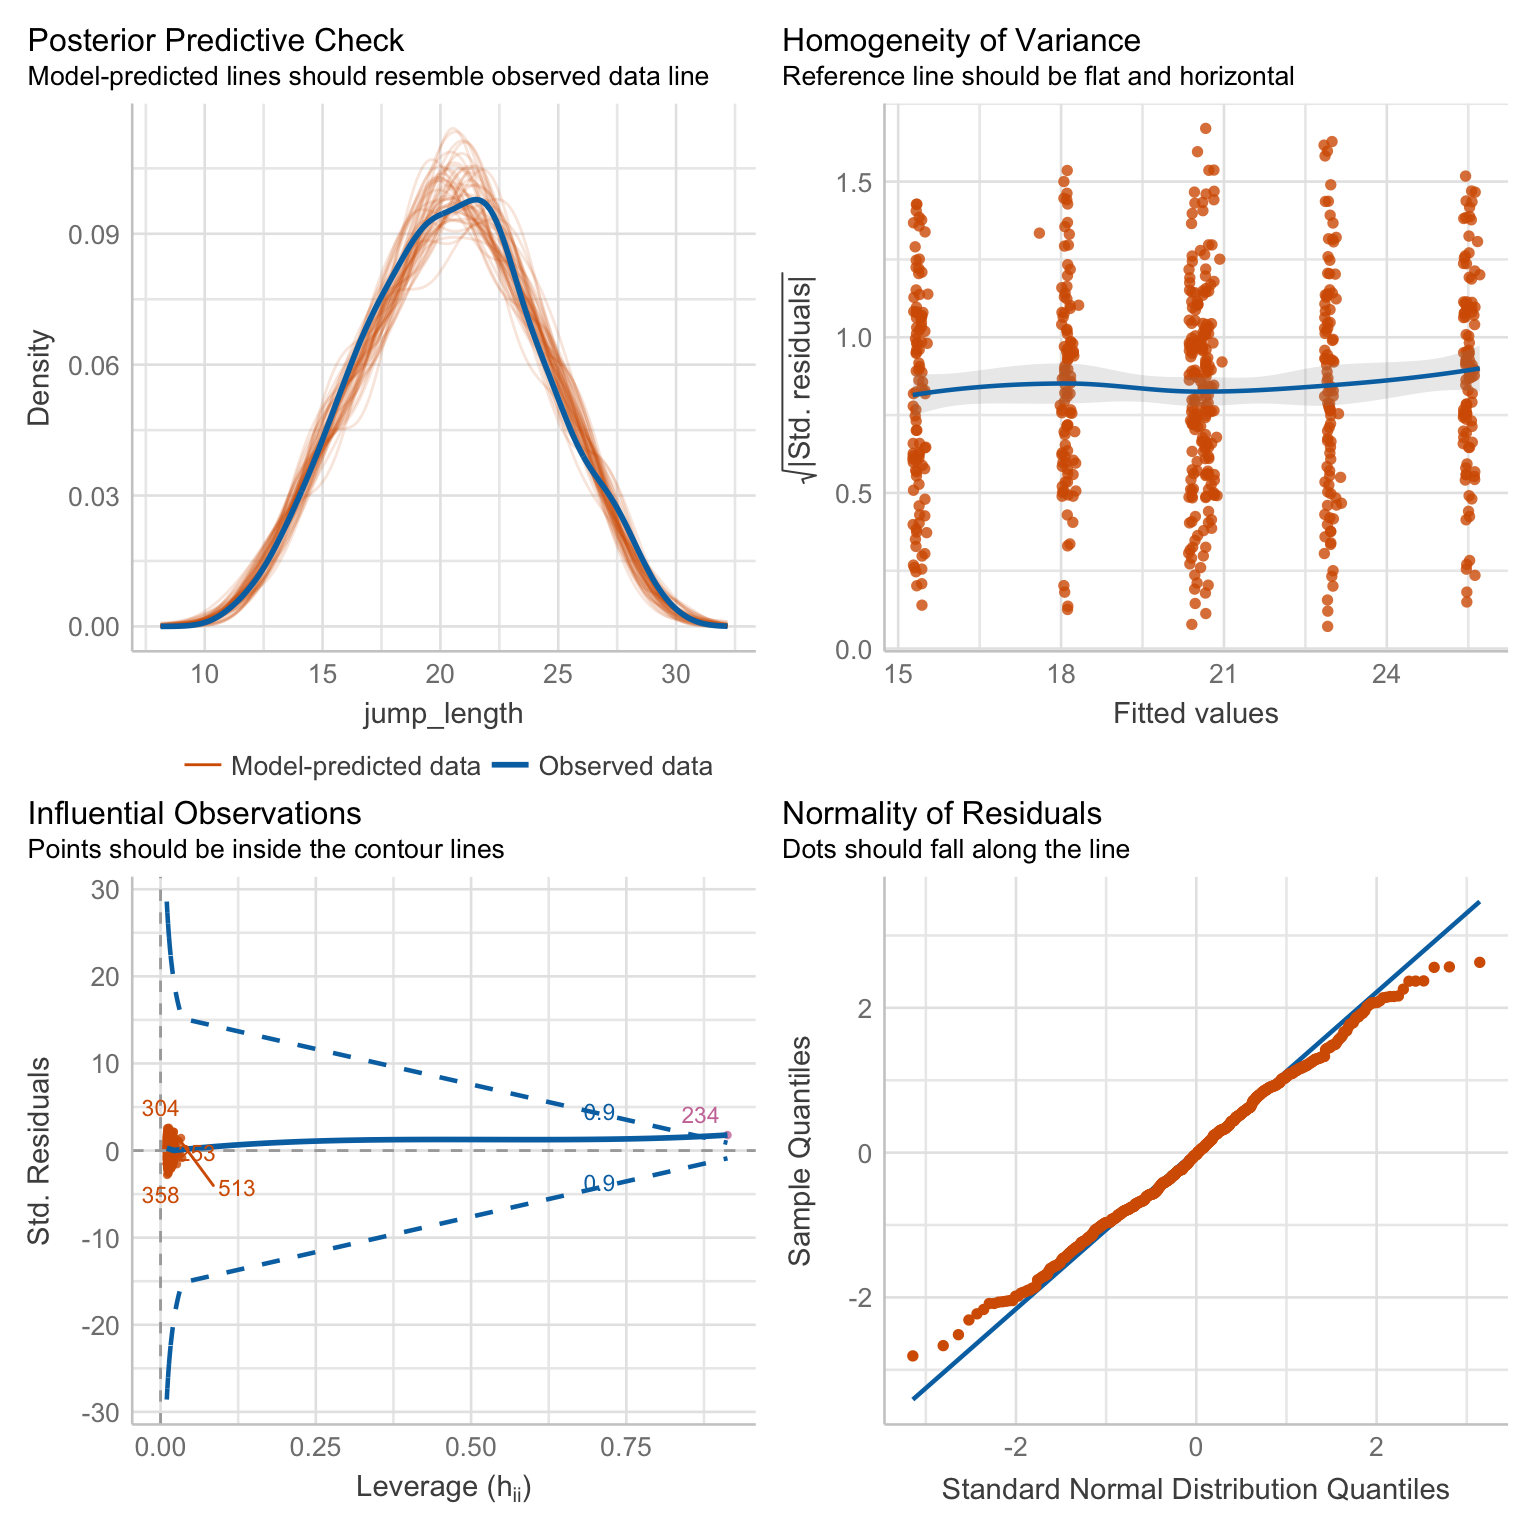 Posterior Predictive Check
Model-predicted lines should resemble observed data line
0.09
0.06
0.03
0.00
Density
10 15 20 25 30
jump_length
Model-predicted data Observed data
Homogeneity of Variance
Reference line should be flat and horizontal
1.5
1.0
0.5
0.0
√|Std. residuals|
15 18 21 24
Fitted values
Influential Observations
Points should be inside the contour lines
30
20
10
0
-10
-20
-30
Std. Residuals
304
0.9
234
513
358
0.9
0.00 0.25 0.50 0.75
Leverage (hii)
Normality of Residuals
Dots should fall along the line
2
0
-2
Sample Quantiles
-2 0 2
Standard Normal Distribution Quantiles